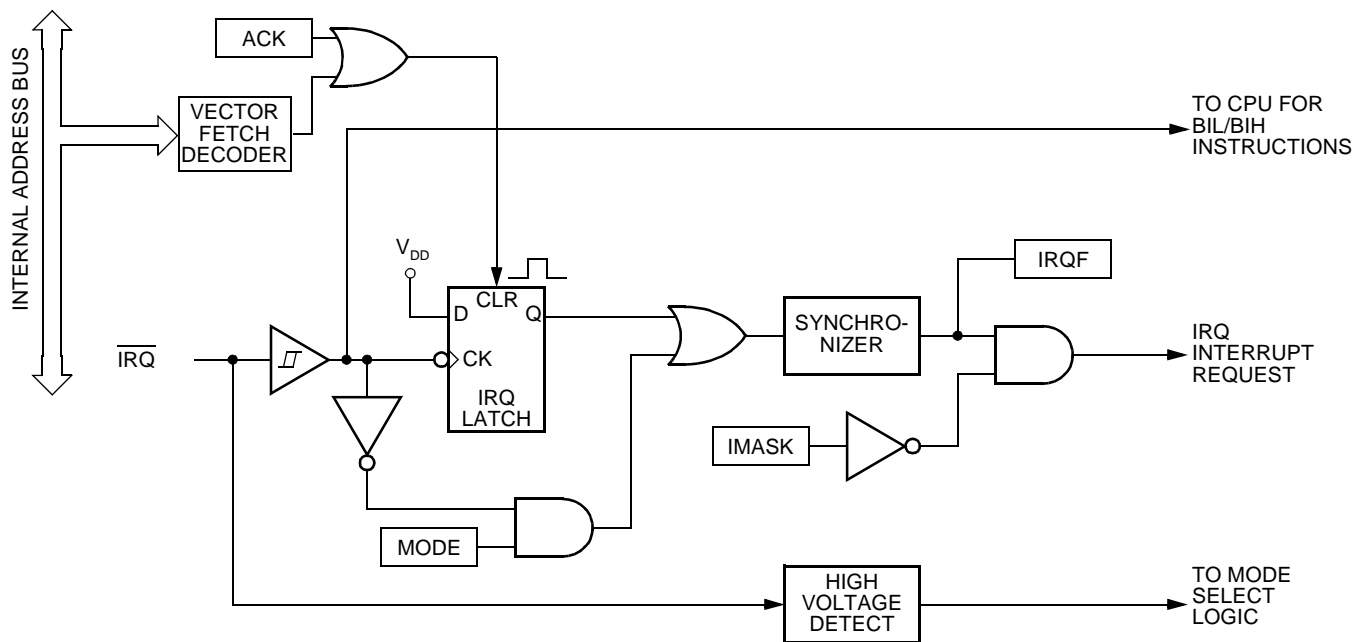 INTERNAL ADDRESS BUS
ACK
VECTOR
FETCH
DECODER
TO CPU FOR
BIL/BIH
INSTRUCTIONS
VDD
CLR
D
Q
CK
IRQ
LATCH
IRQ
SYNCHRO-
NIZER
IRQF
IRQ
INTERRUPT
REQUEST
IMASK
MODE
HIGH
VOLTAGE
DETECT
TO MODE
SELECT
LOGIC